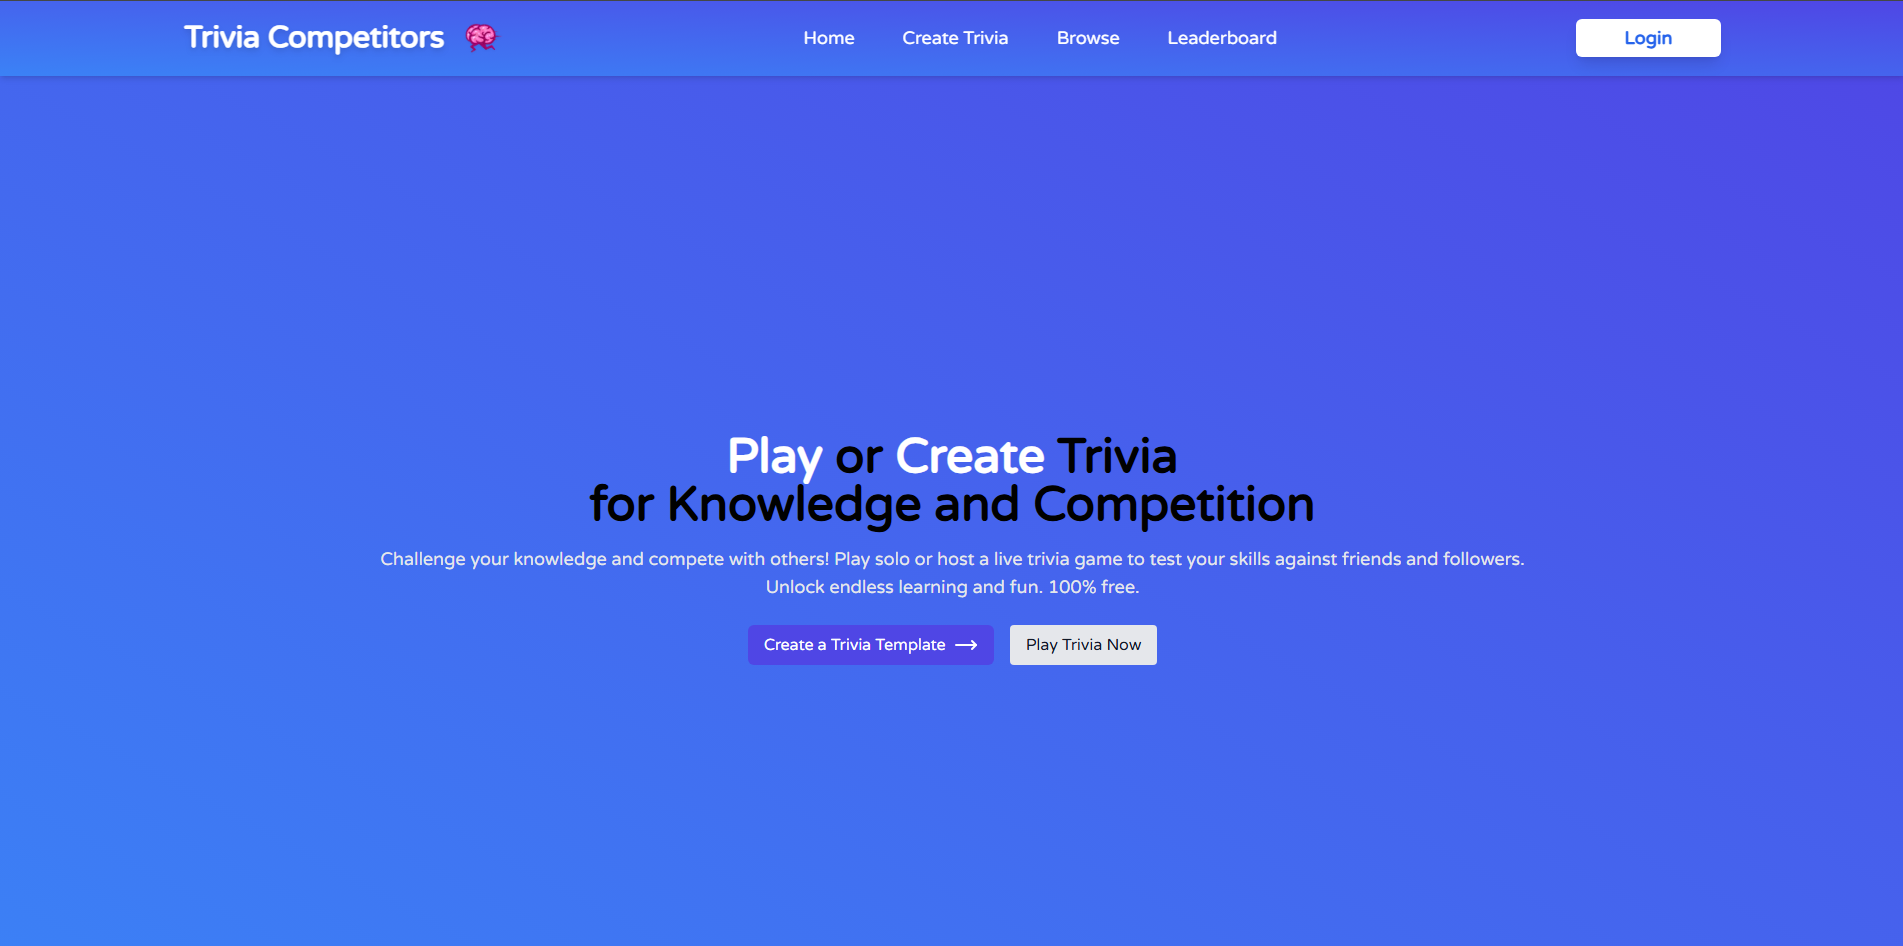 Trivia Competitors
Home Create Trivia Browse Leaderboard
Login
Play or Create Trivia
for Knowledge and Competition
Challenge your knowledge and compete with others! Play solo or host a live trivia game to test your skills against friends and followers.
Unlock endless learning and fun. 100% free.
Create a Trivia Template
Play Trivia Now